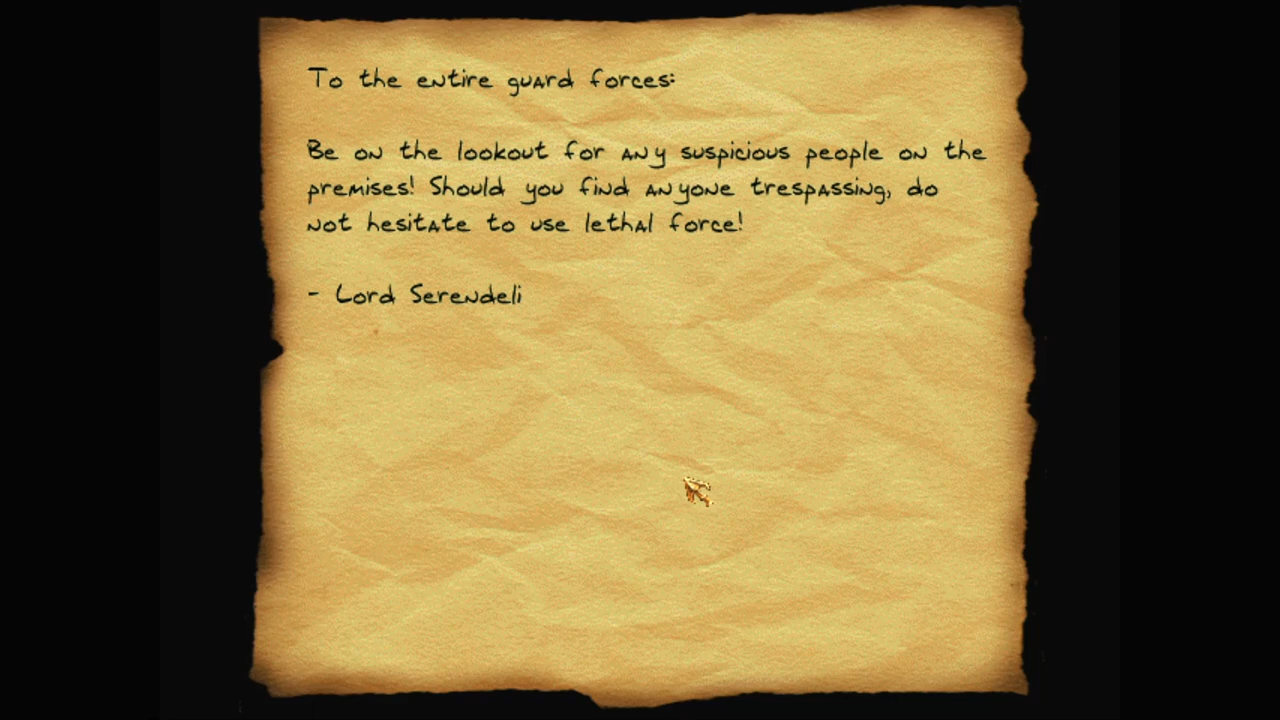 To the entire guard forces:
Be on the lookout for any suspicious people on the
premises! Should you find anyone trespassing, do
not hesitate to use lethal force!
- Lord Serendeli